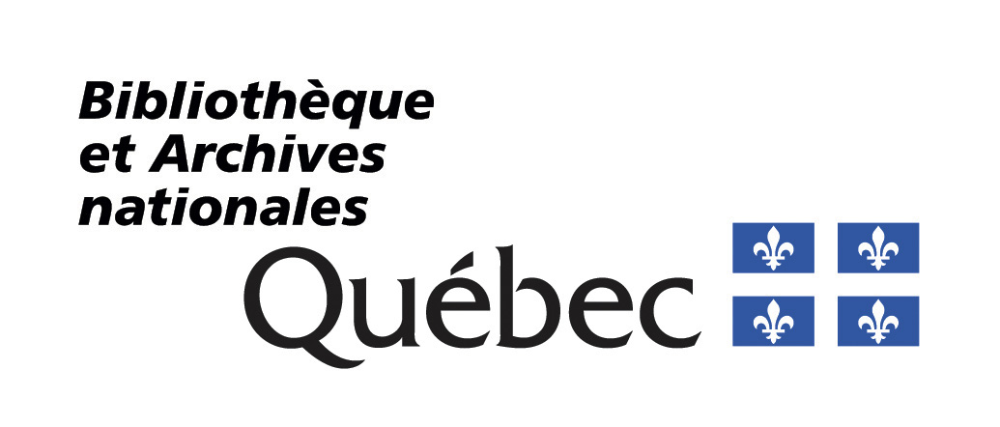 Bibliothèque
et Archives
nationales
Québec